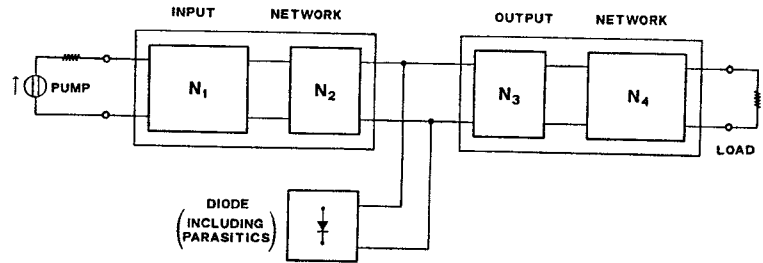 INPUT NETWORK
OUTPUT NETWORK
PUMP
N1
N2
N3
N4
LOAD
DIODE
(INCLUDING
PARASITICS)